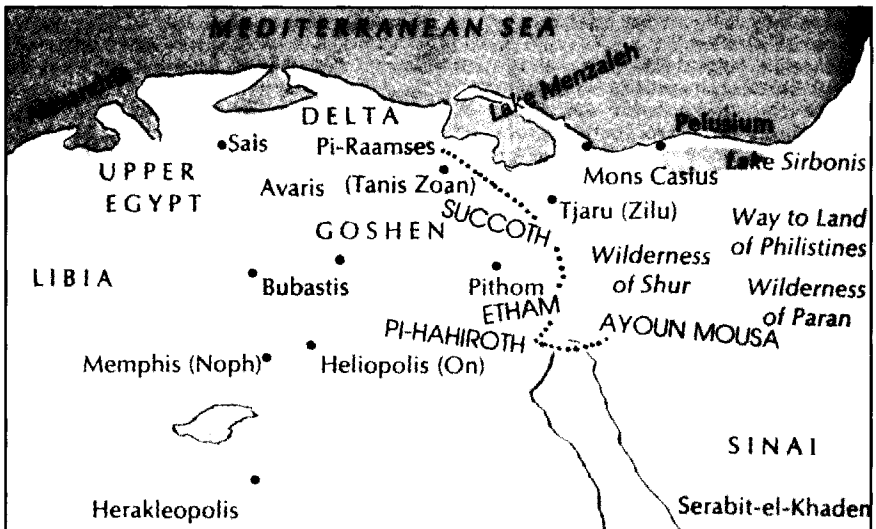 MEDITERRANEAN SEA
Alexandria
Lake Menzaleh
DELTA
Pelusium
Sais
Pi-Raamses
Lake Sirbonis
UPPER
EGYPT
Avaris (Tanis Zoan)
Mons Casius
SUCCOTH
Tjaru (Zilu)
Way to Land
of Philistines
GOSHEN
Wilderness
of Shur
LIBIA
Bubastis
Pithom
Wilderness
of Paran
ETHAM
PI-HAHIROTH
AYOUN MOUSA
Memphis (Noph)
Heliopolis (On)
SINAI
Herakleopolis
Serabit-el-Khaden